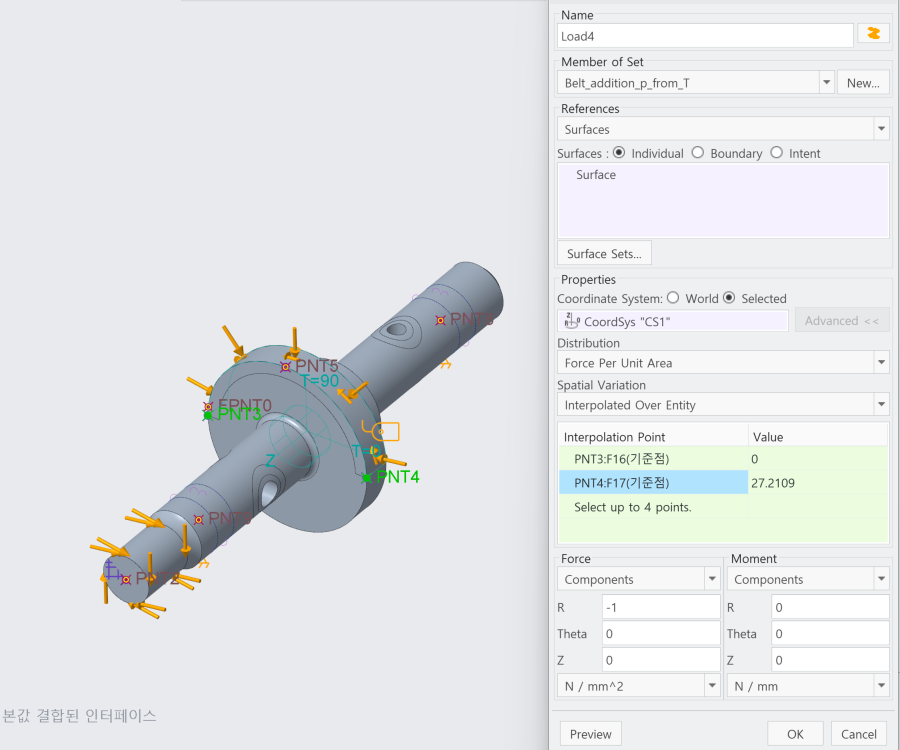 Name
Load4
Member of Set
Belt_addition_p_from_T
New...
References
Surfaces
Surfaces : Individual Boundary Intent
Surface
Surface Sets...
Properties
Coordinate System: World Selected
CoordSys "CS1"
Advanced <<
Distribution
Force Per Unit Area
Spatial Variation
Interpolated Over Entity
Interpolation Point Value
PNT3:F16(기준점) 0
PNT4:F17(기준점) 27.2109
Select up to 4 points.
Force Moment
Components Components
R -1 R 0
Theta 0 Theta 0
Z 0 Z 0
N / mm^2 N / mm
Preview OK Cancel
PNT5
T=90
PNT3
PNT4
Z
본값 결합된 인터페이스